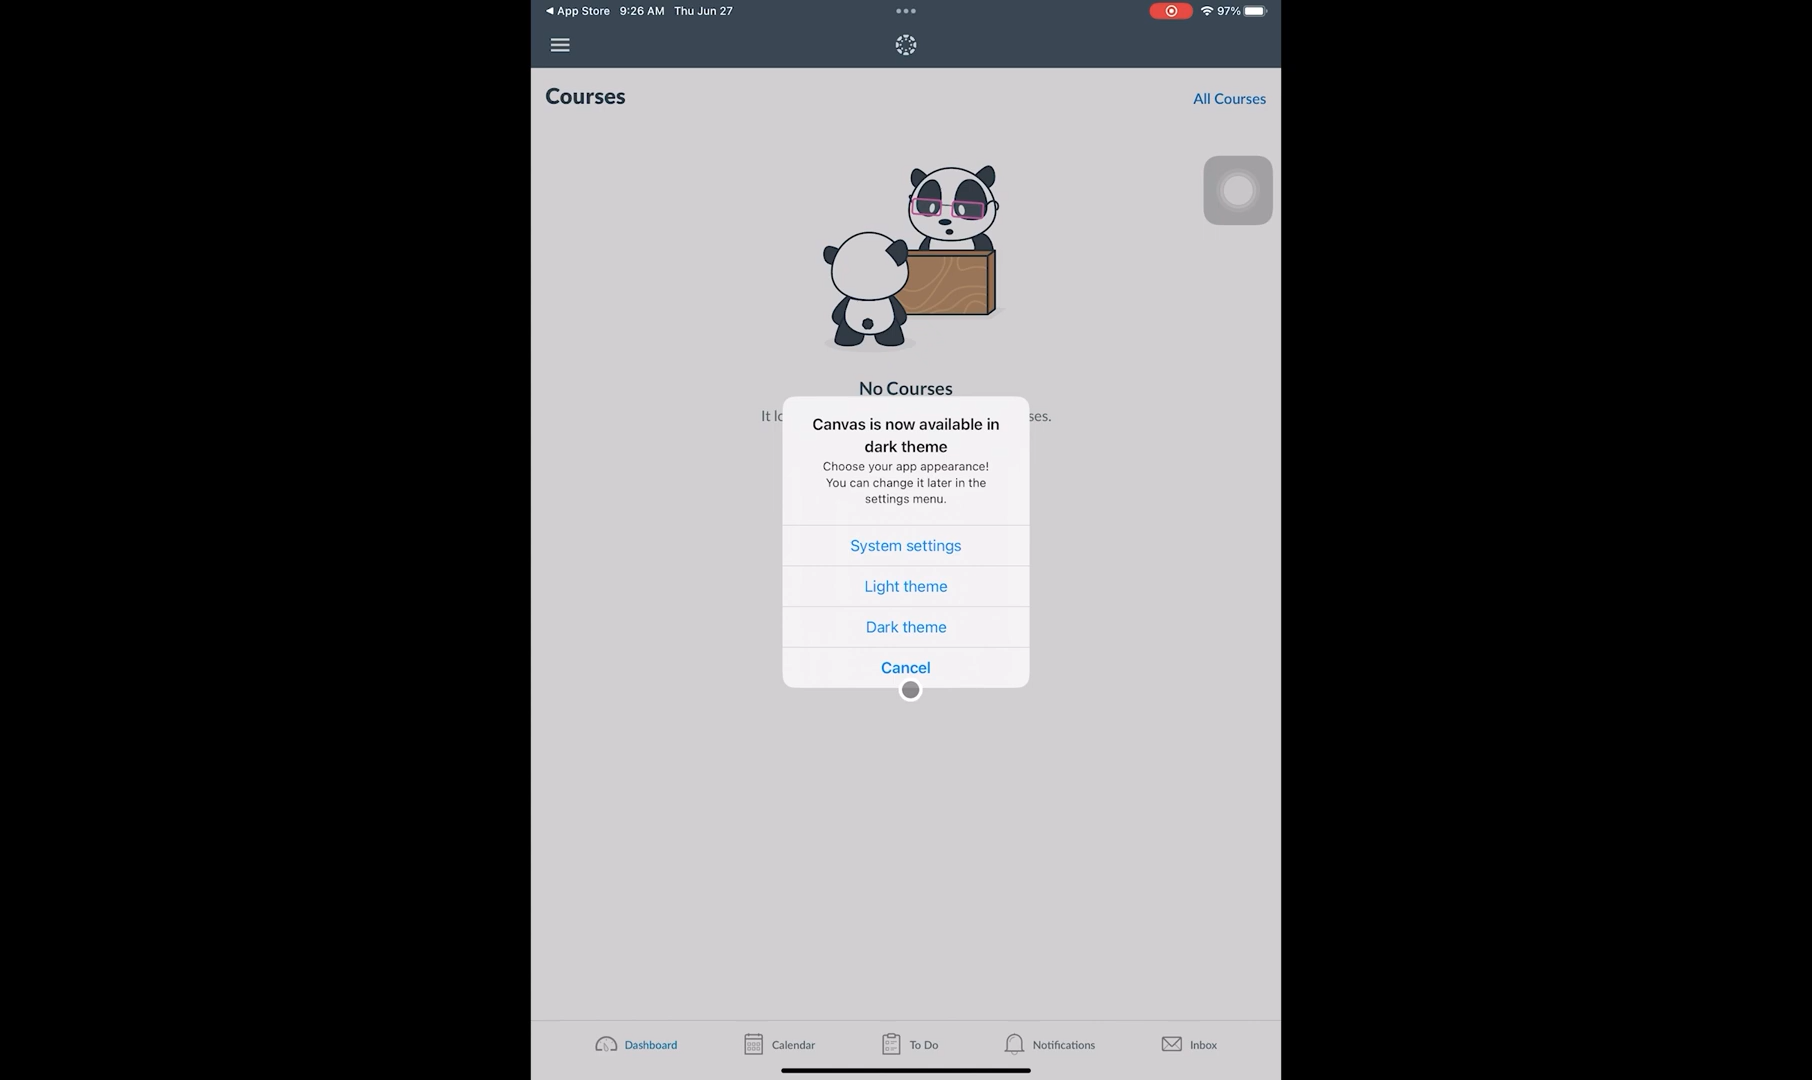 App Store 9:26 AM Thu Jun 27 97%
Courses
All Courses
No Courses
It ses.
Canvas is now available in
dark theme
Choose your app appearance!
You can change it later in the
settings menu.
System settings
Light theme
Dark theme
Cancel
Dashboard Calendar To Do Notifications Inbox